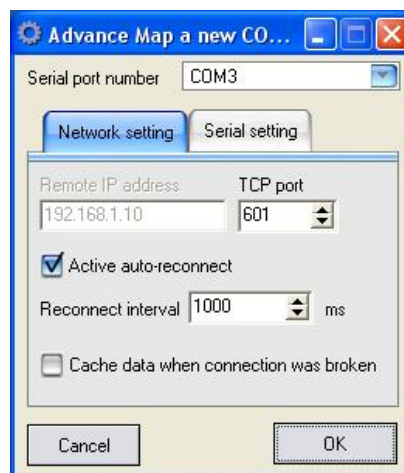 Advance Map a new CO...
Serial port number COM3
Network setting Serial setting
Remote IP address TCP port
192.168.1.10 601
Active auto-reconnect
Reconnect interval 1000 ms
Cache data when connection was broken
Cancel OK